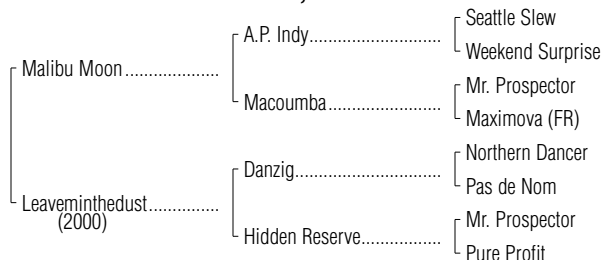 Seattle Slew
A.P. Indy
Weekend Surprise
Malibu Moon
Mr. Prospector
Macoumba
Maximova (FR)
Northern Dancer
Danzig
Pas de Nom
Leaveminthedust
(2000)
Mr. Prospector
Hidden Reserve
Pure Profit